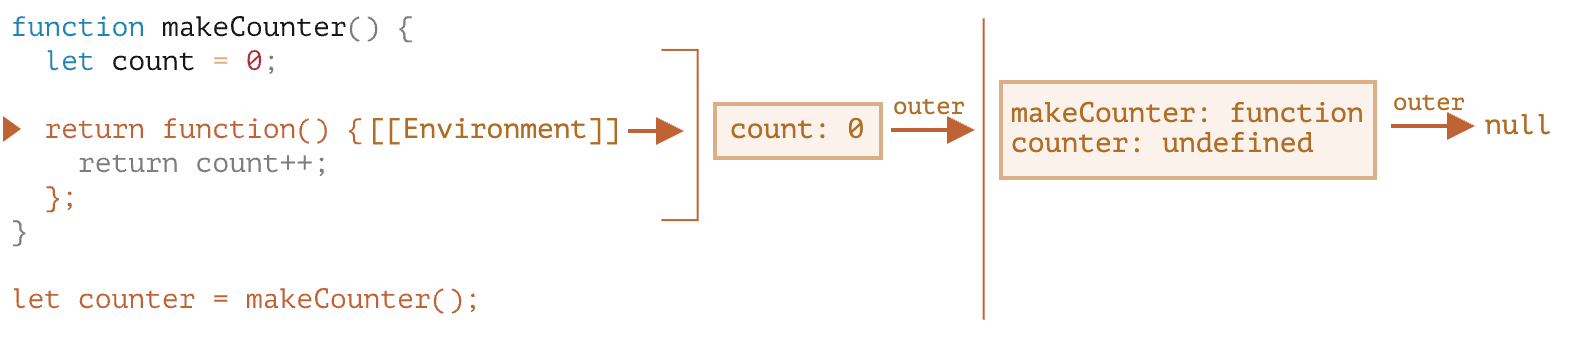 function makeCounter() {
let count = 0;
return function() {[[Environment]]
return count++;
};
}
let counter = makeCounter();
count: 0
outer
makeCounter: function
counter: undefined
outer
null